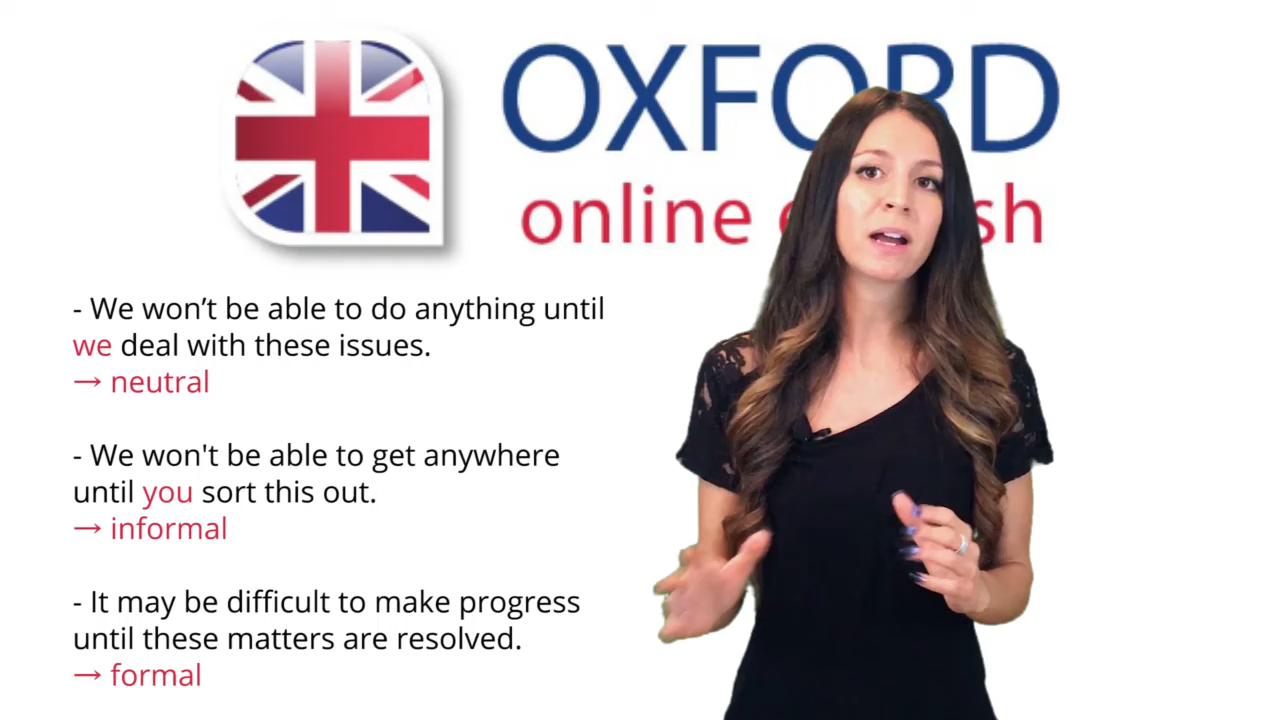 OXFORD
online
- We won’t be able to do anything until
we deal with these issues.
→ neutral
- We won't be able to get anywhere
until you sort this out.
→ informal
- It may be difficult to make progress
until these matters are resolved.
→ formal